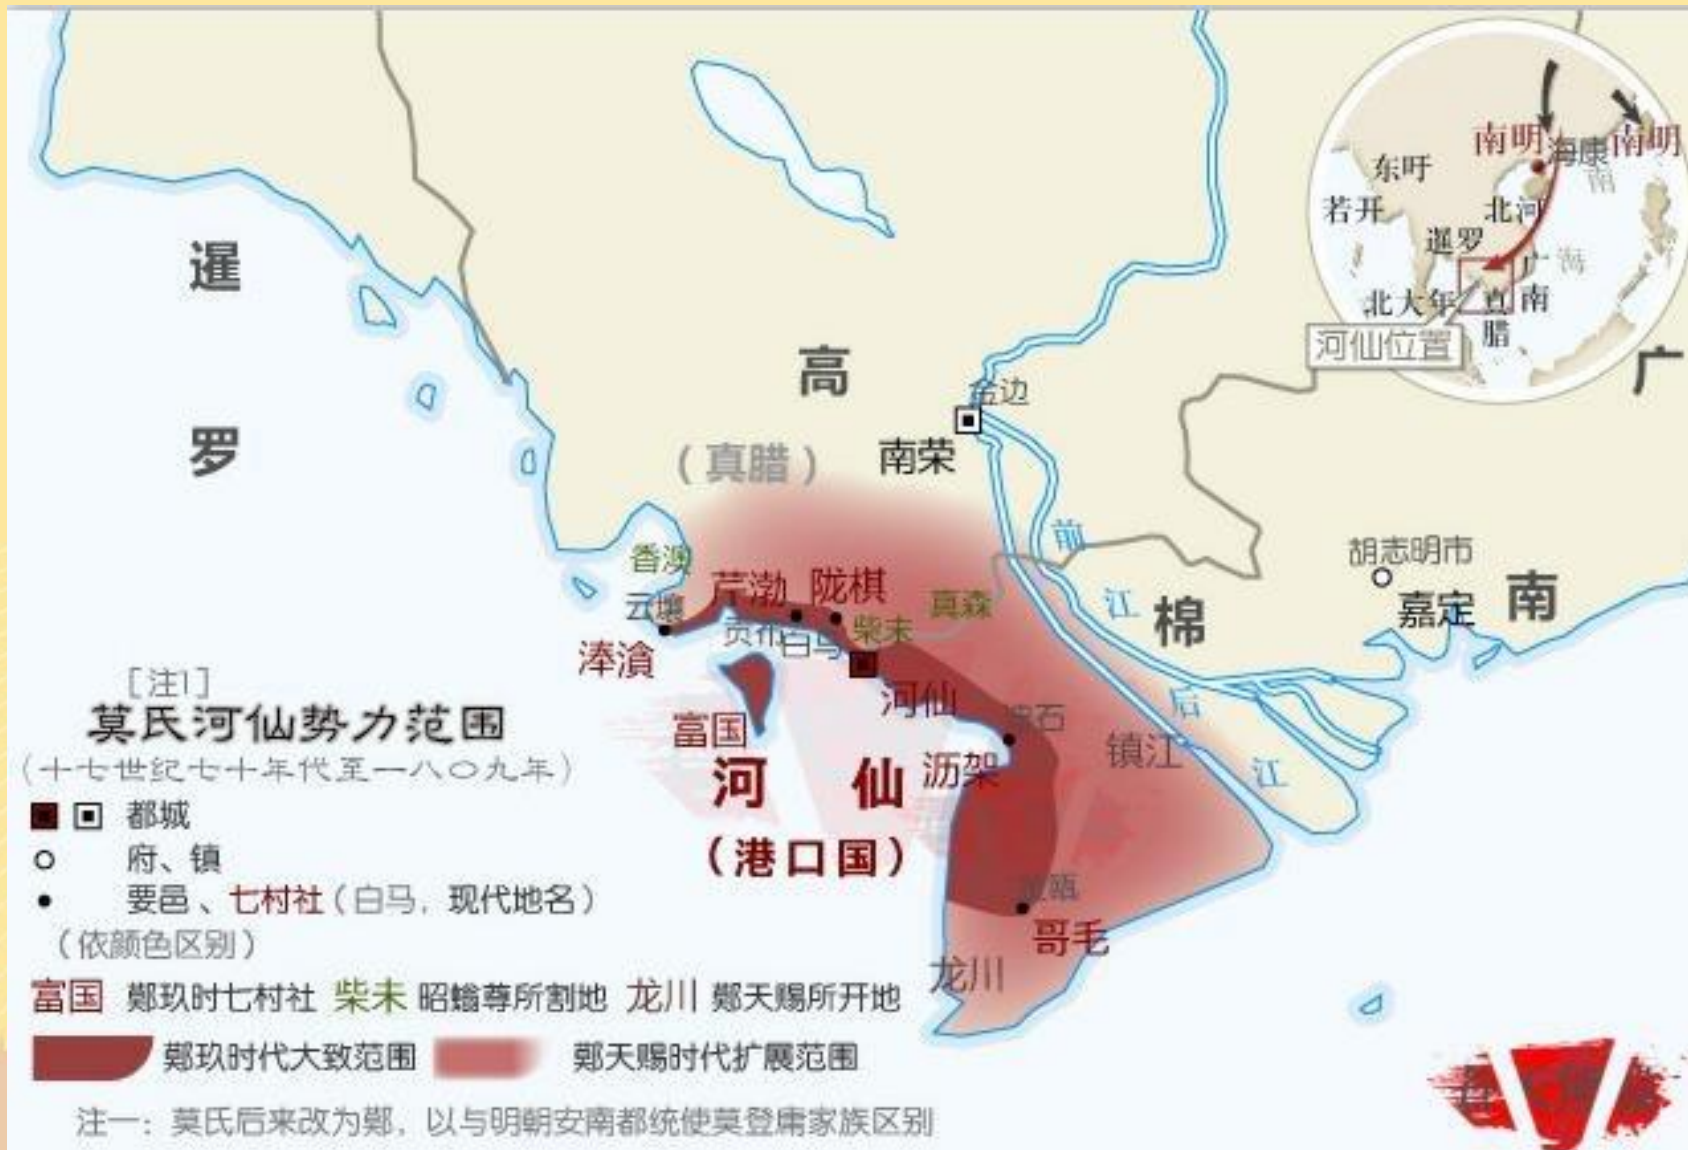 南明
海康
南明
东吁
南
若开
北河
暹罗
广南
海
北大年
真腊
河仙位置
暹罗
高棉
广南
（真腊）
金边
南荣
前江
胡志明市
嘉定
香澳
芹渤
陇棋
真森
云壤
柴末
白马
渀澮
河仙
富国
后江
镇江
沥架
河仙
（港口国）
哥毛
龙川
［注1］
莫氏河仙势力范围
（十七世纪七十年代至一八〇九年）
都城
府、镇
要邑、七村社（白马，现代地名）
（依颜色区别）
富国 鄚玖时七村社 柴末 昭螉尊所割地 龙川 鄚天赐所开地
鄚玖时代大致范围 鄚天赐时代扩展范围
注一：莫氏后来改为鄚，以与明朝安南都统使莫登庸家族区别